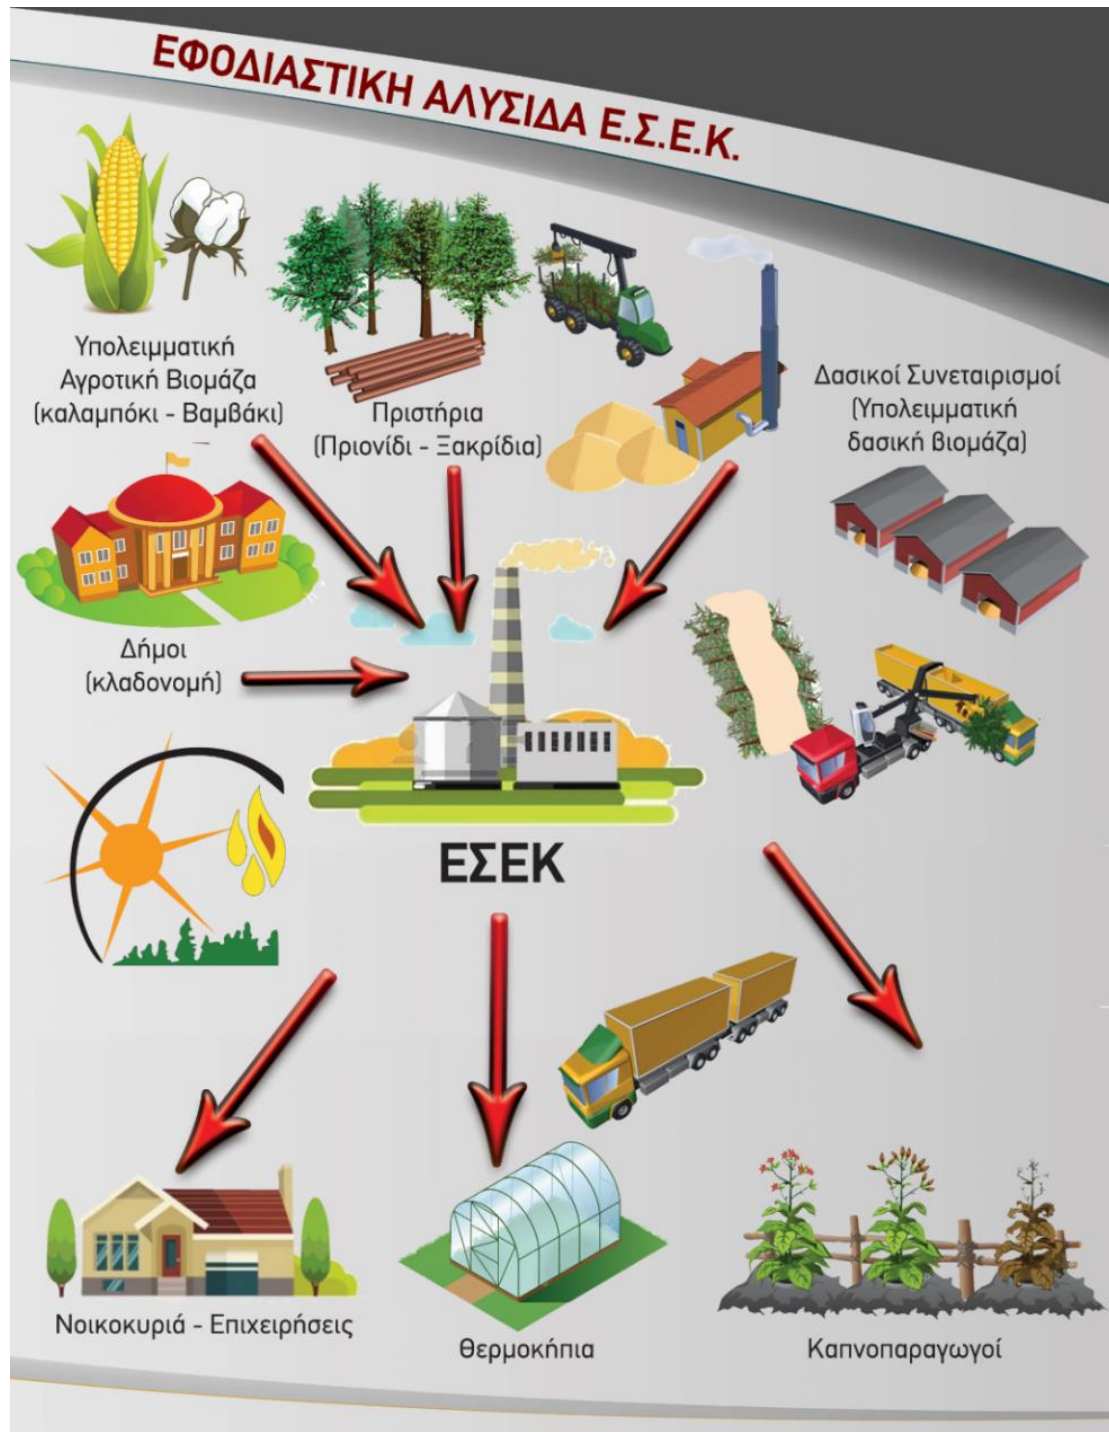 ΕΦΟΔΙΑΣΤΙΚΗ ΑΛΥΣΙΔΑ Ε.Σ.Ε.Κ.
Υπολειμματική
Αγροτική Βιομάζα
(καλαμπόκι - Βαμβάκι)
Πριστήρια
(Πριονίδι - Ξακρίδια)
Δασικοί Συνεταιρισμοί
(Υπολειμματική
δασική βιομάζα)
Δήμοι
(κλαδονομή)
ΕΣΕΚ
Νοικοκυριά - Επιχειρήσεις
Θερμοκήπια
Καπνοπαραγωγοί